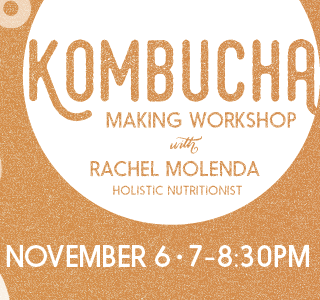 KOMBUCHA
MAKING WORKSHOP
with
RACHEL MOLENDA
HOLISTIC NUTRITIONIST
NOVEMBER 6 • 7-8:30PM